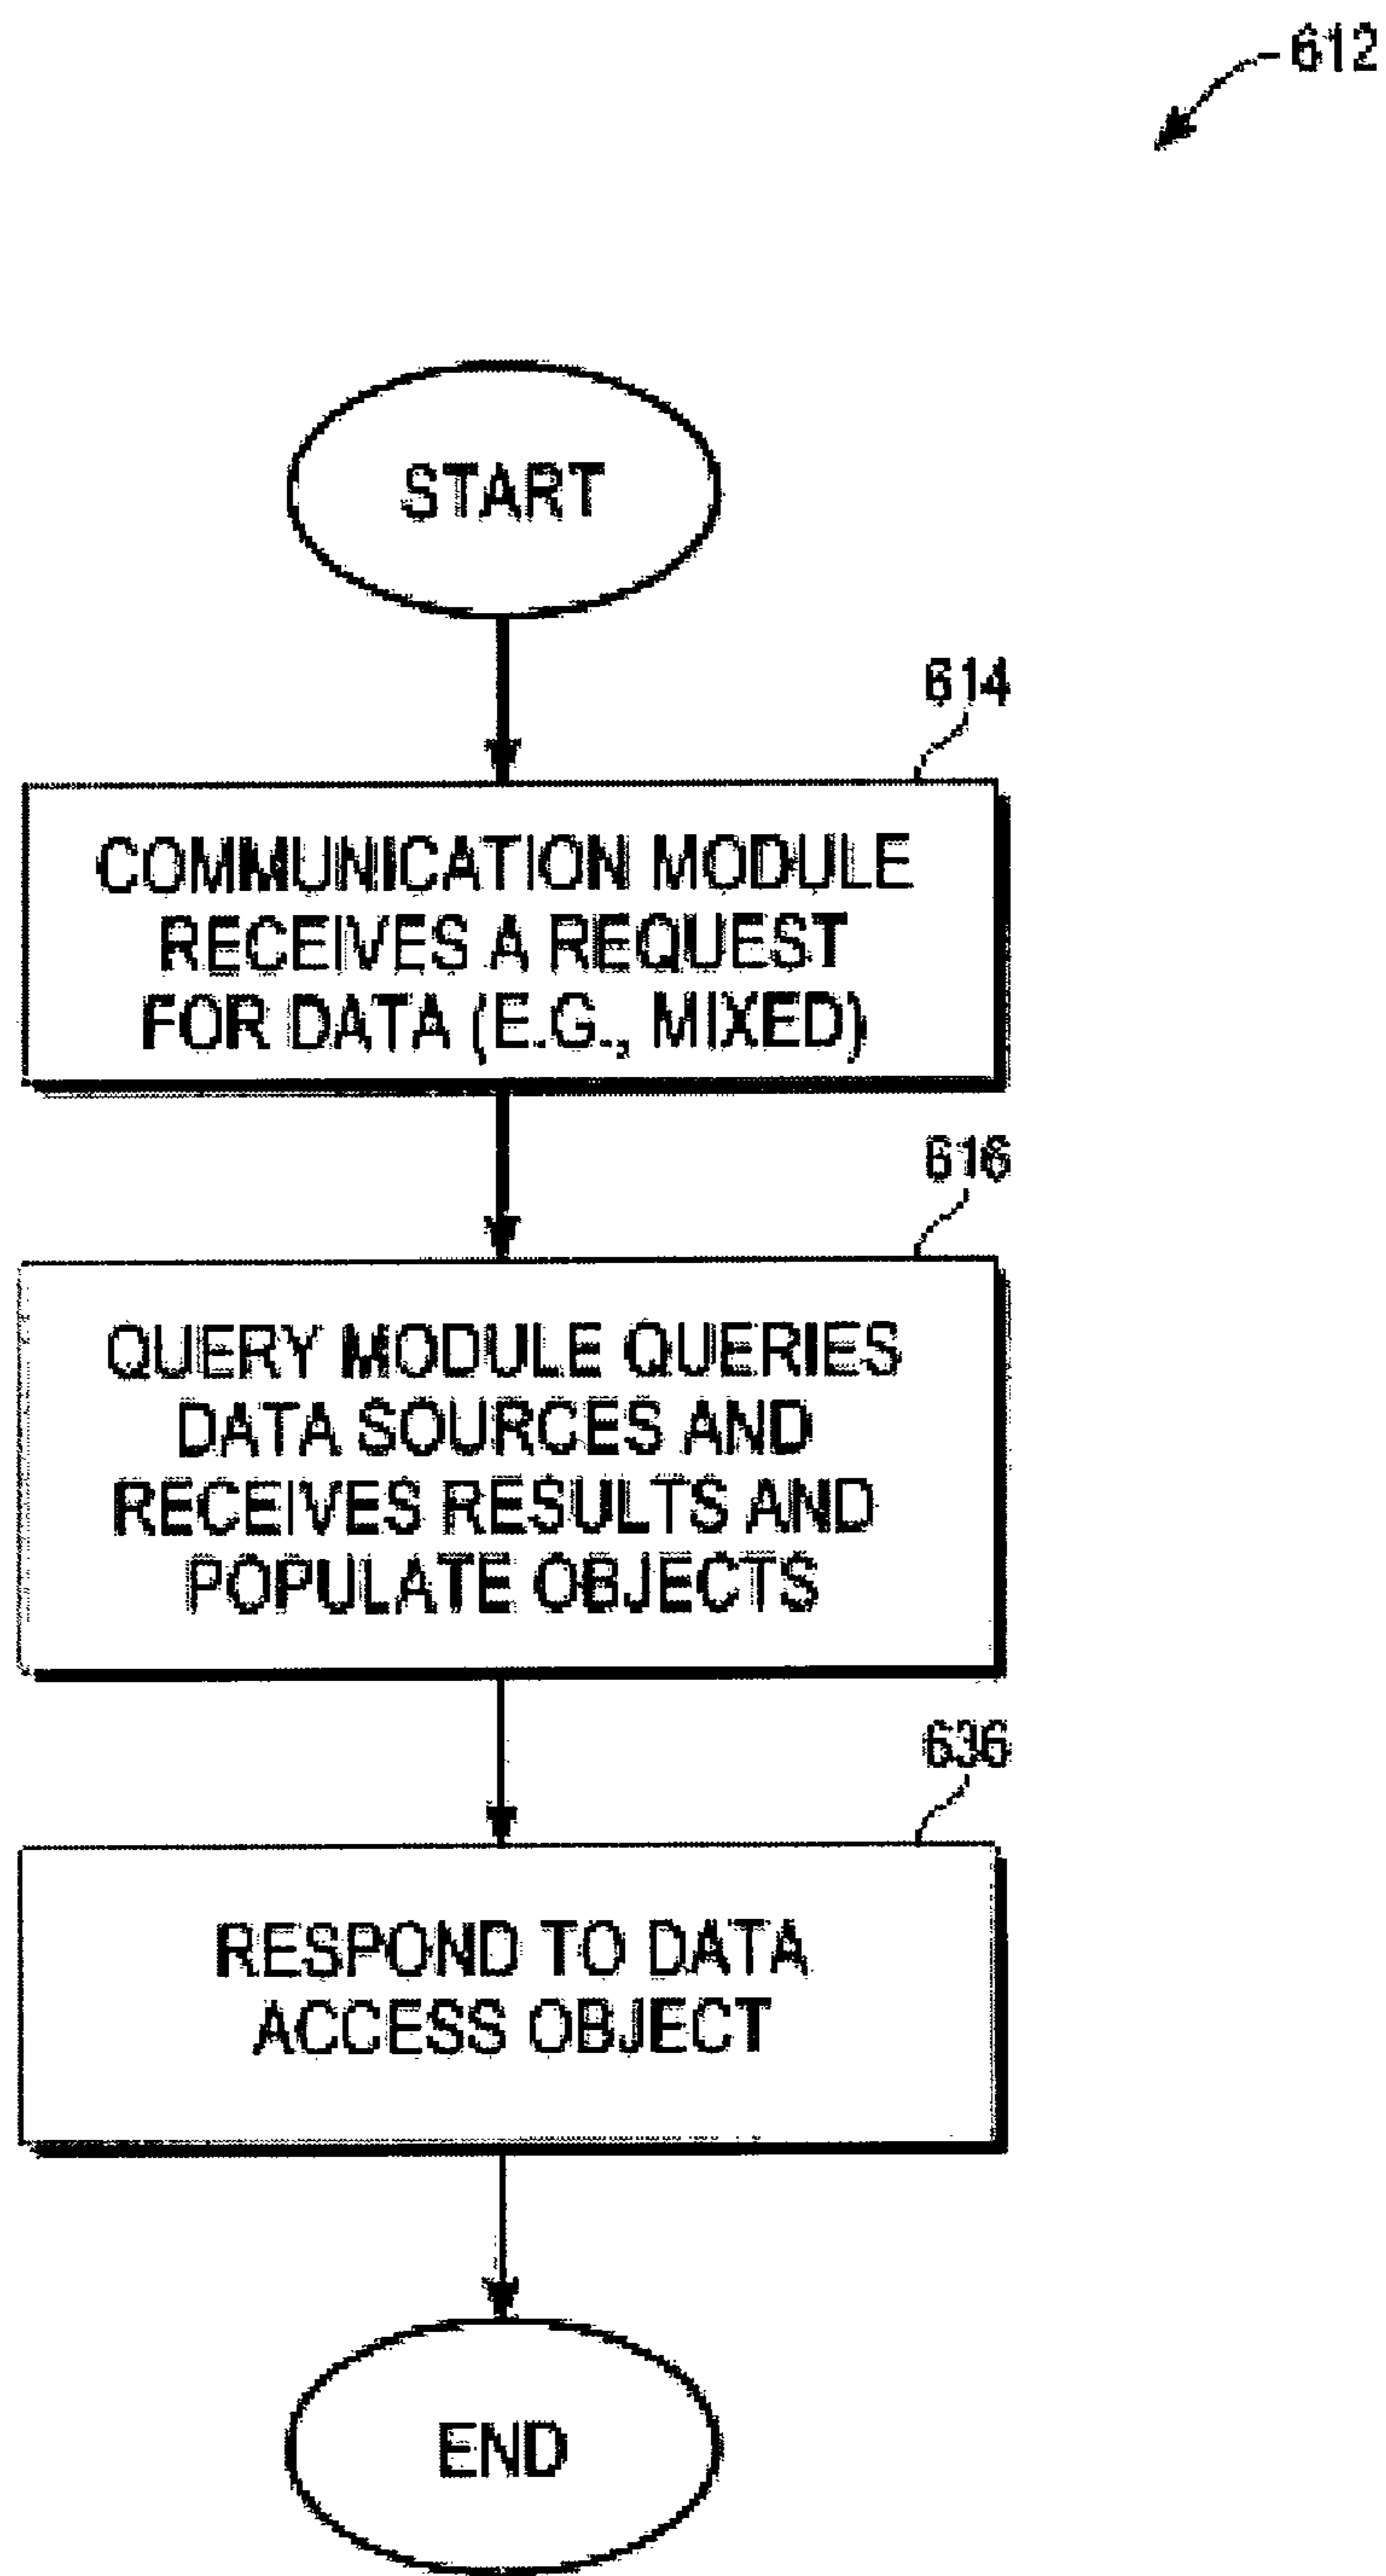 612
START
614
COMMUNICATION MODULE
RECEIVES A REQUEST
FOR DATA (E.G., MIXED)
616
QUERY MODULE QUERIES
DATA SOURCES AND
RECEIVES RESULTS AND
POPULATE OBJECTS
636
RESPOND TO DATA
ACCESS OBJECT
END